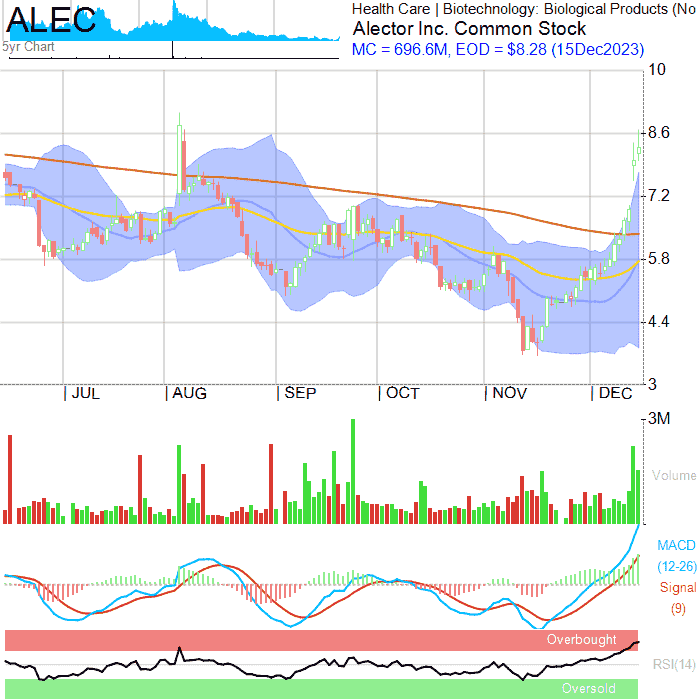 ALEC
5yr Chart
Health Care | Biotechnology: Biological Products (No
Alector Inc. Common Stock
MC = 696.6M, EOD = $8.28 (15Dec2023)
10
8.6
7.2
5.8
4.4
3
JUL
AUG
SEP
OCT
NOV
DEC
3M
Volume
MACD
(12-26)
Signal
(9)
Overbought
RSI(14)
Oversold